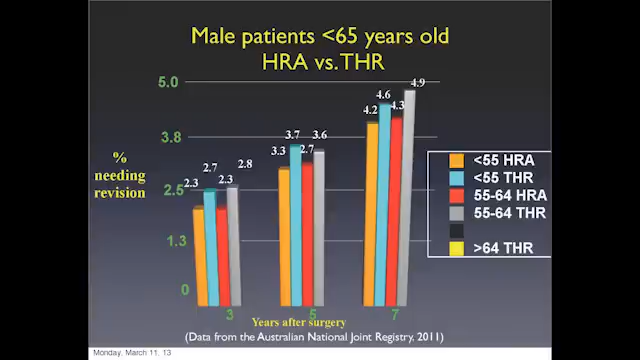 Male patients <65 years old
HRA vs. THR
5.0
3.8
2.5
1.3
0
%
needing
revision
2.3
2.7
2.3
2.8
3.3
3.7
2.7
3.6
4.2
4.6
4.3
4.9
<55 HRA
<55 THR
55-64 HRA
55-64 THR
>64 THR
3
5
7
Years after surgery
(Data from the Australian National Joint Registry, 2011)
Monday, March 11, 13